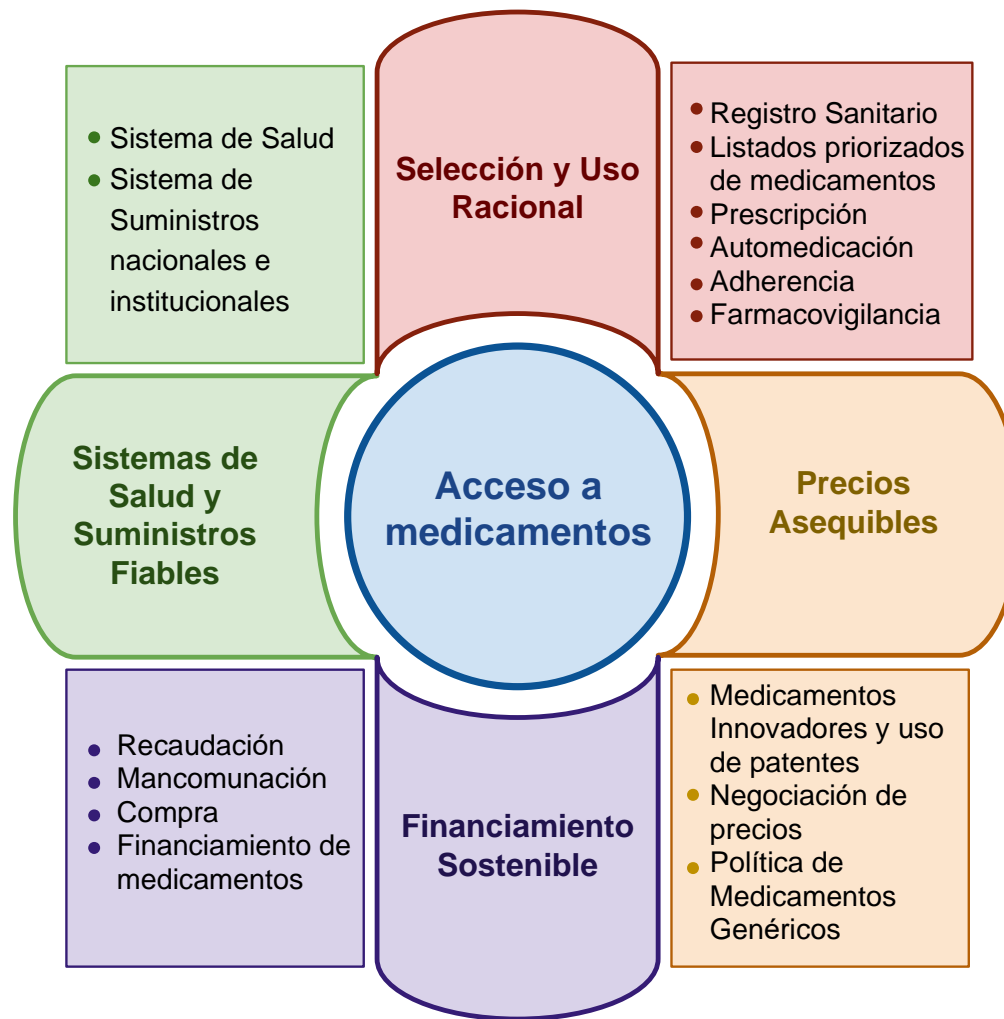 Sistema de Salud
Sistema de
Suministros
nacionales e
institucionales
Selección y Uso
Racional
Registro Sanitario
Listados priorizados
de medicamentos
Prescripción
Automedicación
Adherencia
Farmacovigilancia
Sistemas de
Salud y
Suministros
Fiables
Acceso a
medicamentos
Precios
Asequibles
Recaudación
Mancomunación
Compra
Financiamiento de
medicamentos
Financiamiento
Sostenible
Medicamentos
Innovadores y uso
de patentes
Negociación de
precios
Política de
Medicamentos
Genéricos